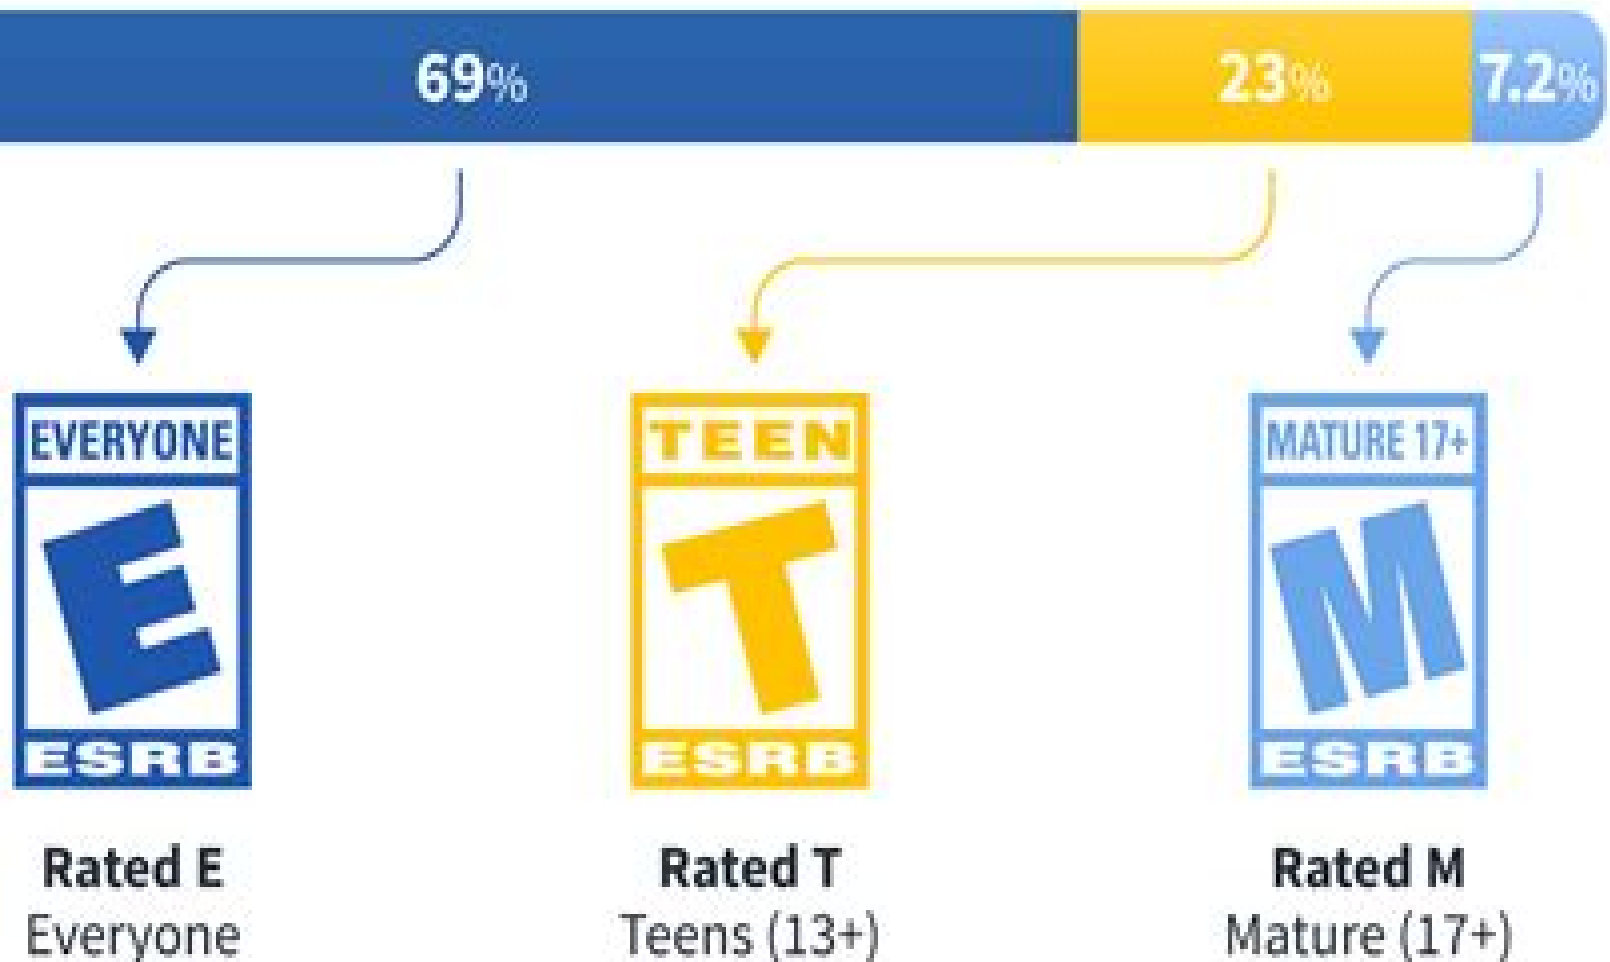 69% 23% 7.2%
EVERYONE TEEN MATURE 17+
E T M
ESRB ESRB ESRB
Rated E Rated T Rated M
Everyone Teens (13+) Mature (17+)